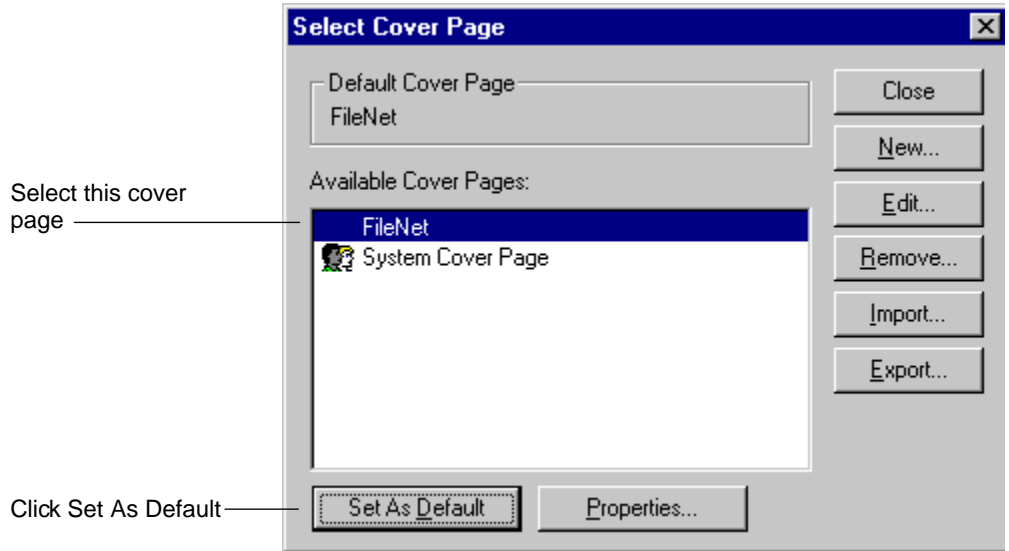 Select Cover Page
Default Cover Page
FileNet
Close
New...
Available Cover Pages:
Select this cover
page
FileNet
System Cover Page
Edit...
Remove...
Import...
Export...
Click Set As Default
Set As Default
Properties...